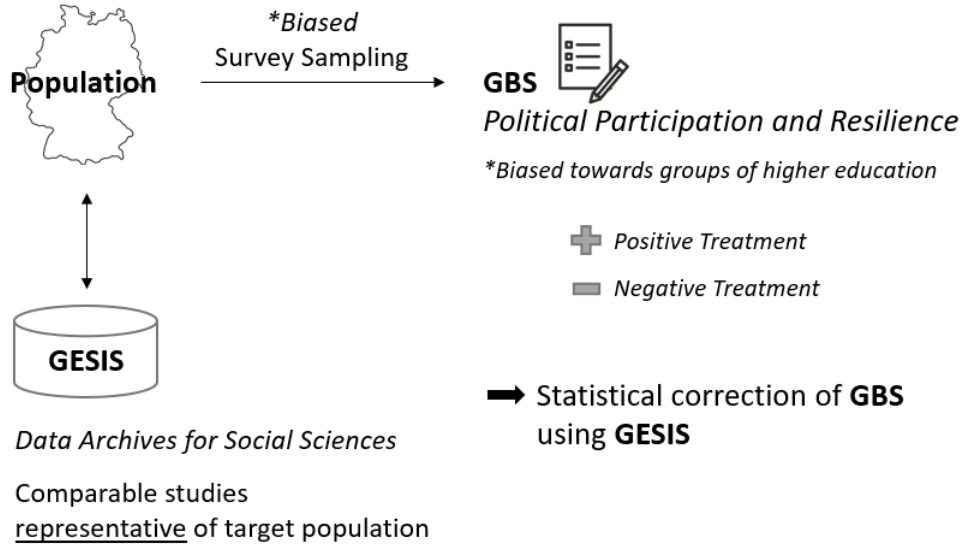 *Biased
Survey Sampling
Population
GBS
Political Participation and Resilience
*Biased towards groups of higher education
Positive Treatment
Negative Treatment
GESIS
Data Archives for Social Sciences
Comparable studies
representative of target population
Statistical correction of GBS
using GESIS